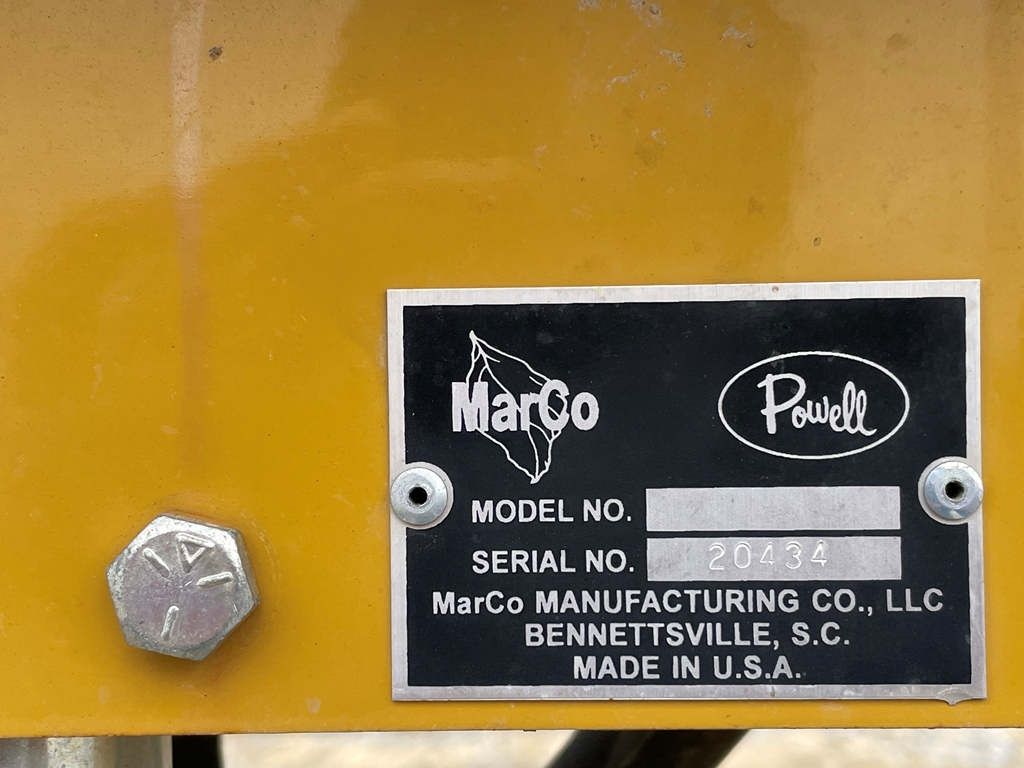 MarCo
Powell
MODEL NO.
SERIAL NO. 20434
MarCo MANUFACTURING CO., LLC
BENNETTSVILLE, S.C.
MADE IN U.S.A.